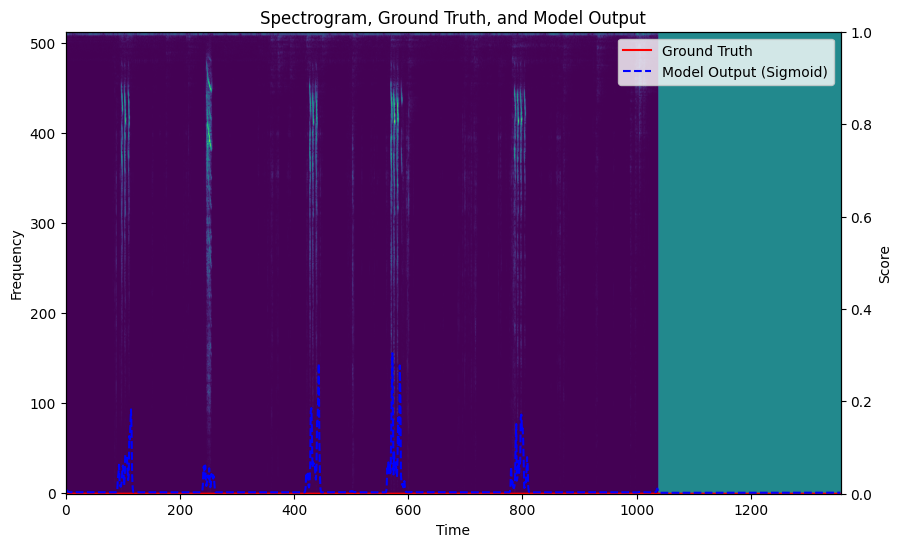 Spectrogram, Ground Truth, and Model Output
Ground Truth
Model Output (Sigmoid)
500
400
300
200
100
0
Frequency
1.0
0.8
0.6
0.4
0.2
0.0
Score
0 200 400 600 800 1000 1200
Time